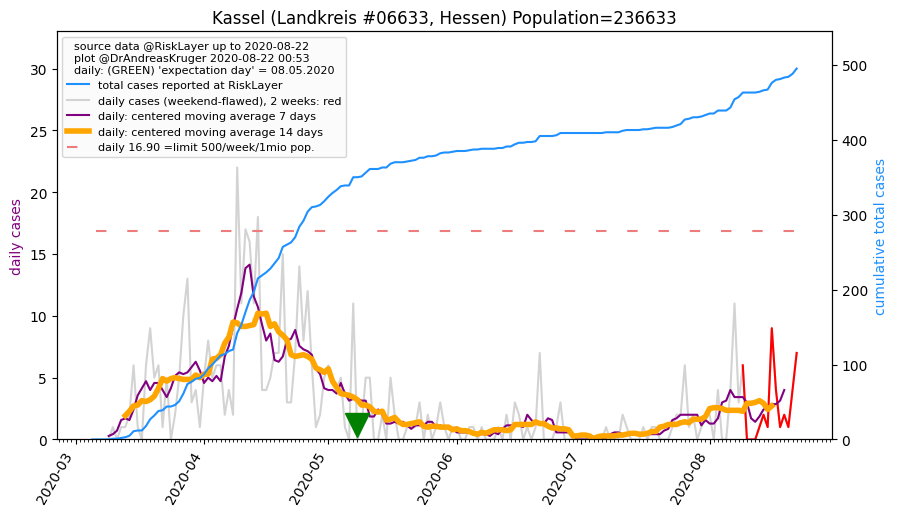 Kassel (Landkreis #06633, Hessen) Population=236633
source data @RiskLayer up to 2020-08-22
plot @DrAndreasKruger 2020-08-22 00:53
daily: (GREEN) 'expectation day' = 08.05.2020
total cases reported at RiskLayer
daily cases (weekend-flawed), 2 weeks: red
daily: centered moving average 7 days
daily: centered moving average 14 days
daily 16.90 =limit 500/week/1mio pop.
daily cases
30
25
20
15
10
5
0
cumulative total cases
500
400
300
200
100
0
2020-03
2020-04
2020-05
2020-06
2020-07
2020-08